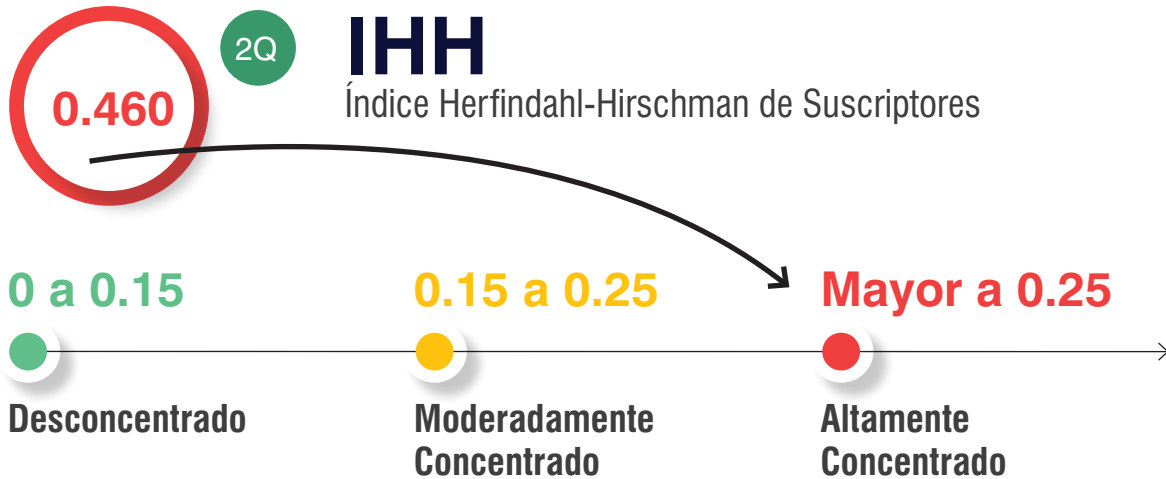 0.460
2Q
IHH
Índice Herfindahl-Hirschman de Suscriptores
0 a 0.15
0.15 a 0.25
Mayor a 0.25
Desconcentrado
Moderadamente
Concentrado
Altamente
Concentrado